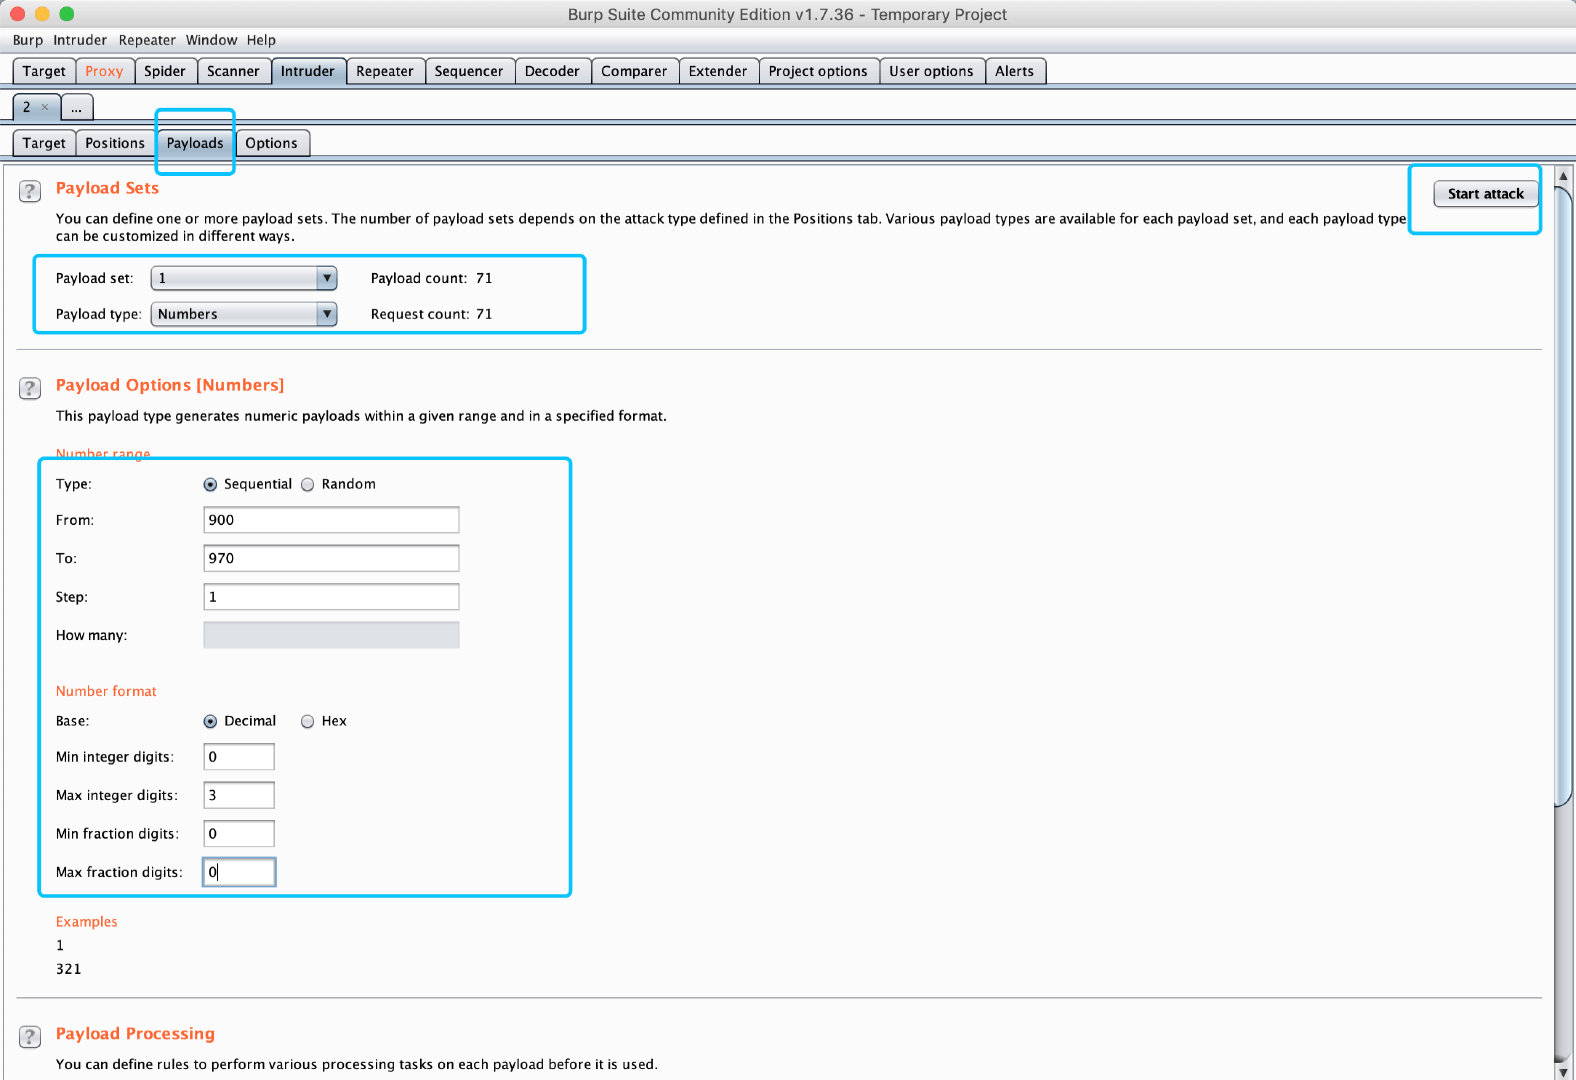 Burp Suite Community Edition v1.7.36 - Temporary Project
Burp Intruder Repeater Window Help
Target Proxy Spider Scanner Intruder Repeater Sequencer Decoder Comparer Extender Project options User options Alerts
2 × ...
Target Positions Payloads Options
? Payload Sets
Start attack
You can define one or more payload sets. The number of payload sets depends on the attack type defined in the Positions tab. Various payload types are available for each payload set, and each payload type
can be customized in different ways.
Payload set: 1 Payload count: 71
Payload type: Numbers Request count: 71
? Payload Options [Numbers]
This payload type generates numeric payloads within a given range and in a specified format.
Number range
Type: Sequential Random
From: 900
To: 970
Step: 1
How many:
Number format
Base: Decimal Hex
Min integer digits: 0
Max integer digits: 3
Min fraction digits: 0
Max fraction digits: 0
Examples
1
321
? Payload Processing
You can define rules to perform various processing tasks on each payload before it is used.